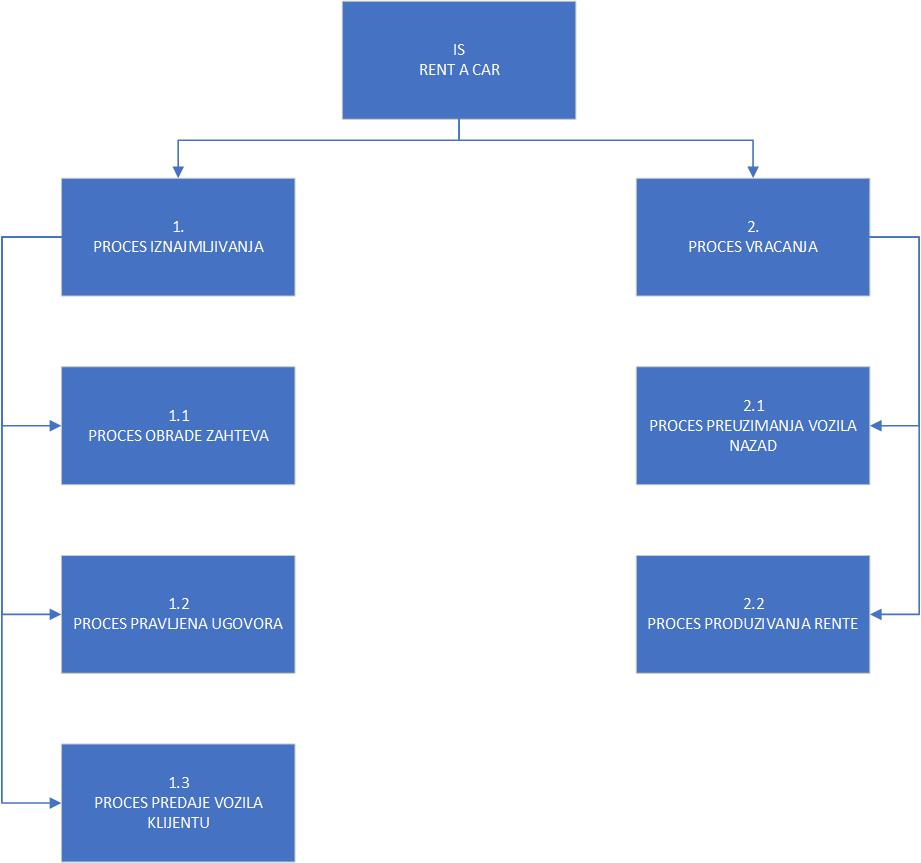 IS
RENT A CAR
1.
PROCES IZNAJMLJIVANJA
2.
PROCES VRACANJA
1.1
PROCES OBRADE ZAHTEVA
2.1
PROCES PREUZIMANJA VOZILA
NAZAD
1.2
PROCES PRAVLJENA UGOVORA
2.2
PROCES PRODUZIVANJA RENTE
1.3
PROCES PREDAJE VOZILA
KLIJENTU